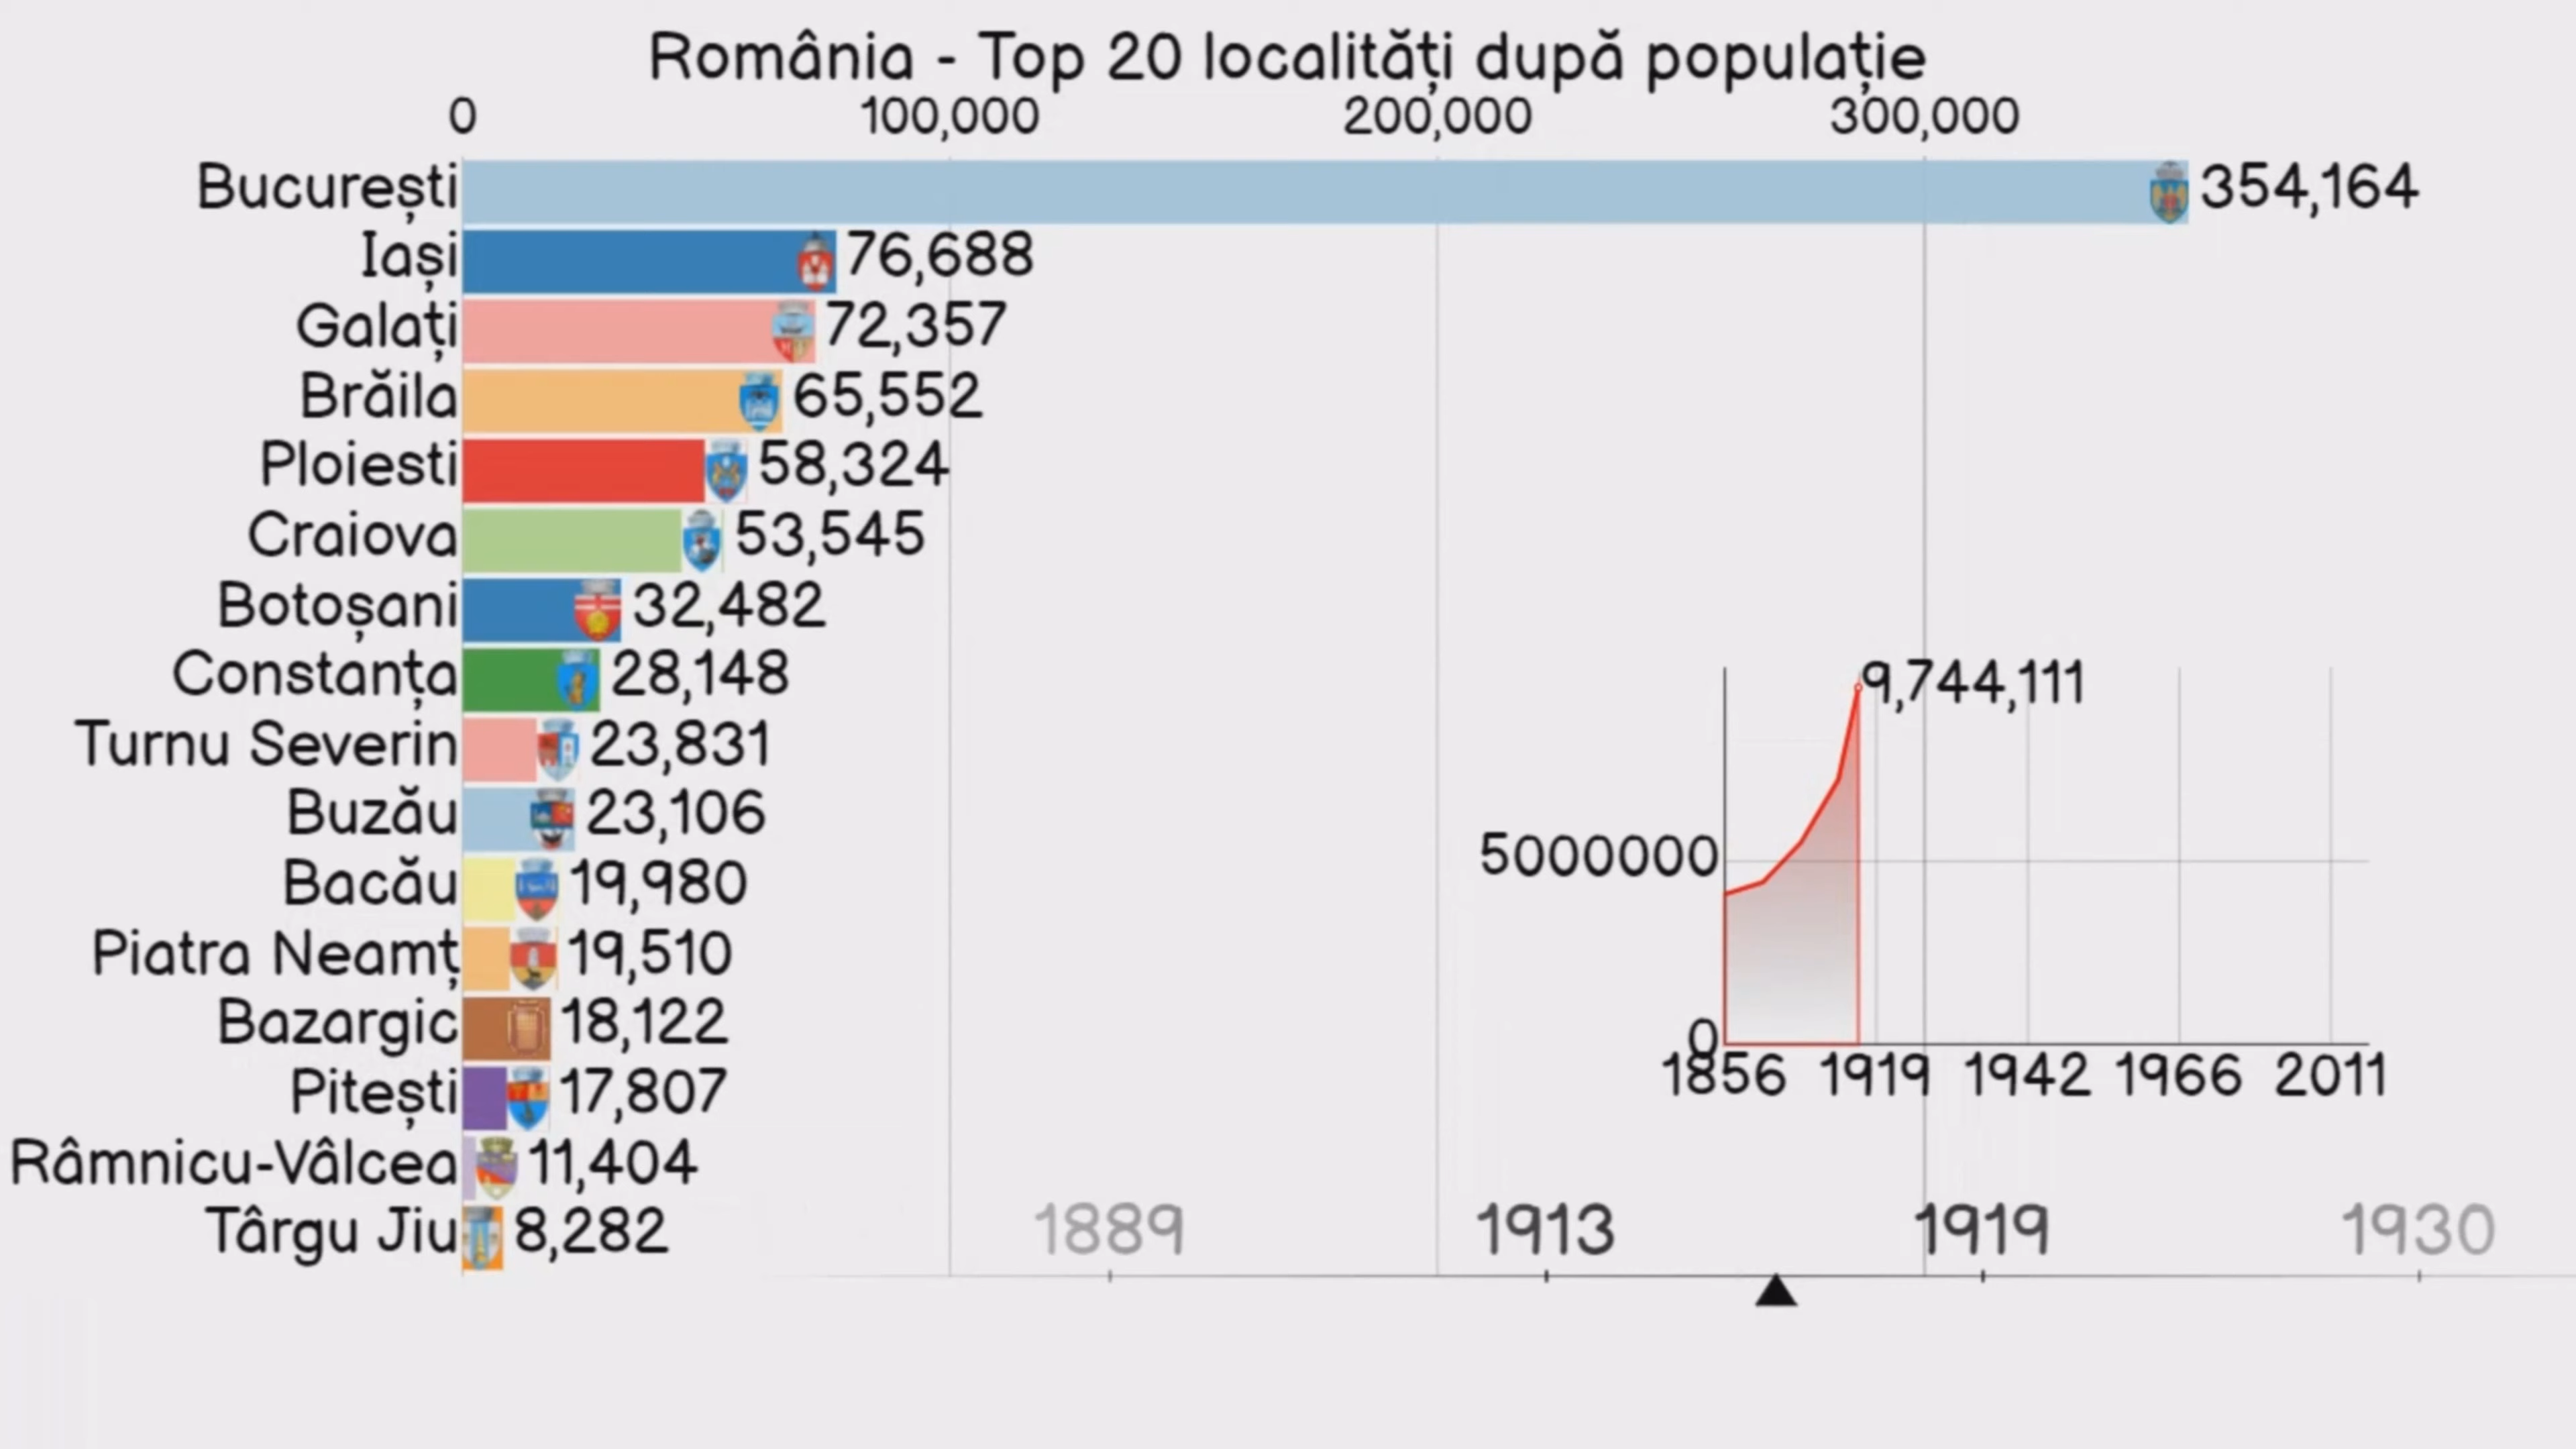 România - Top 20 localități după populație
0 100,000 200,000 300,000
București 354,164
Iași 76,688
Galați 72,357
Brăila 65,552
Ploiesti 58,324
Craiova 53,545
Botoșani 32,482
Constanța 28,148
Turnu Severin 23,831
Buzău 23,106
Bacău 19,980
Piatra Neamț 19,510
Bazargic 18,122
Pitești 17,807
Râmnicu-Vâlcea 11,404
Târgu Jiu 8,282
9,744,111
5000000
0
1856 1919 1942 1966 2011
1889 1913 1919 1930